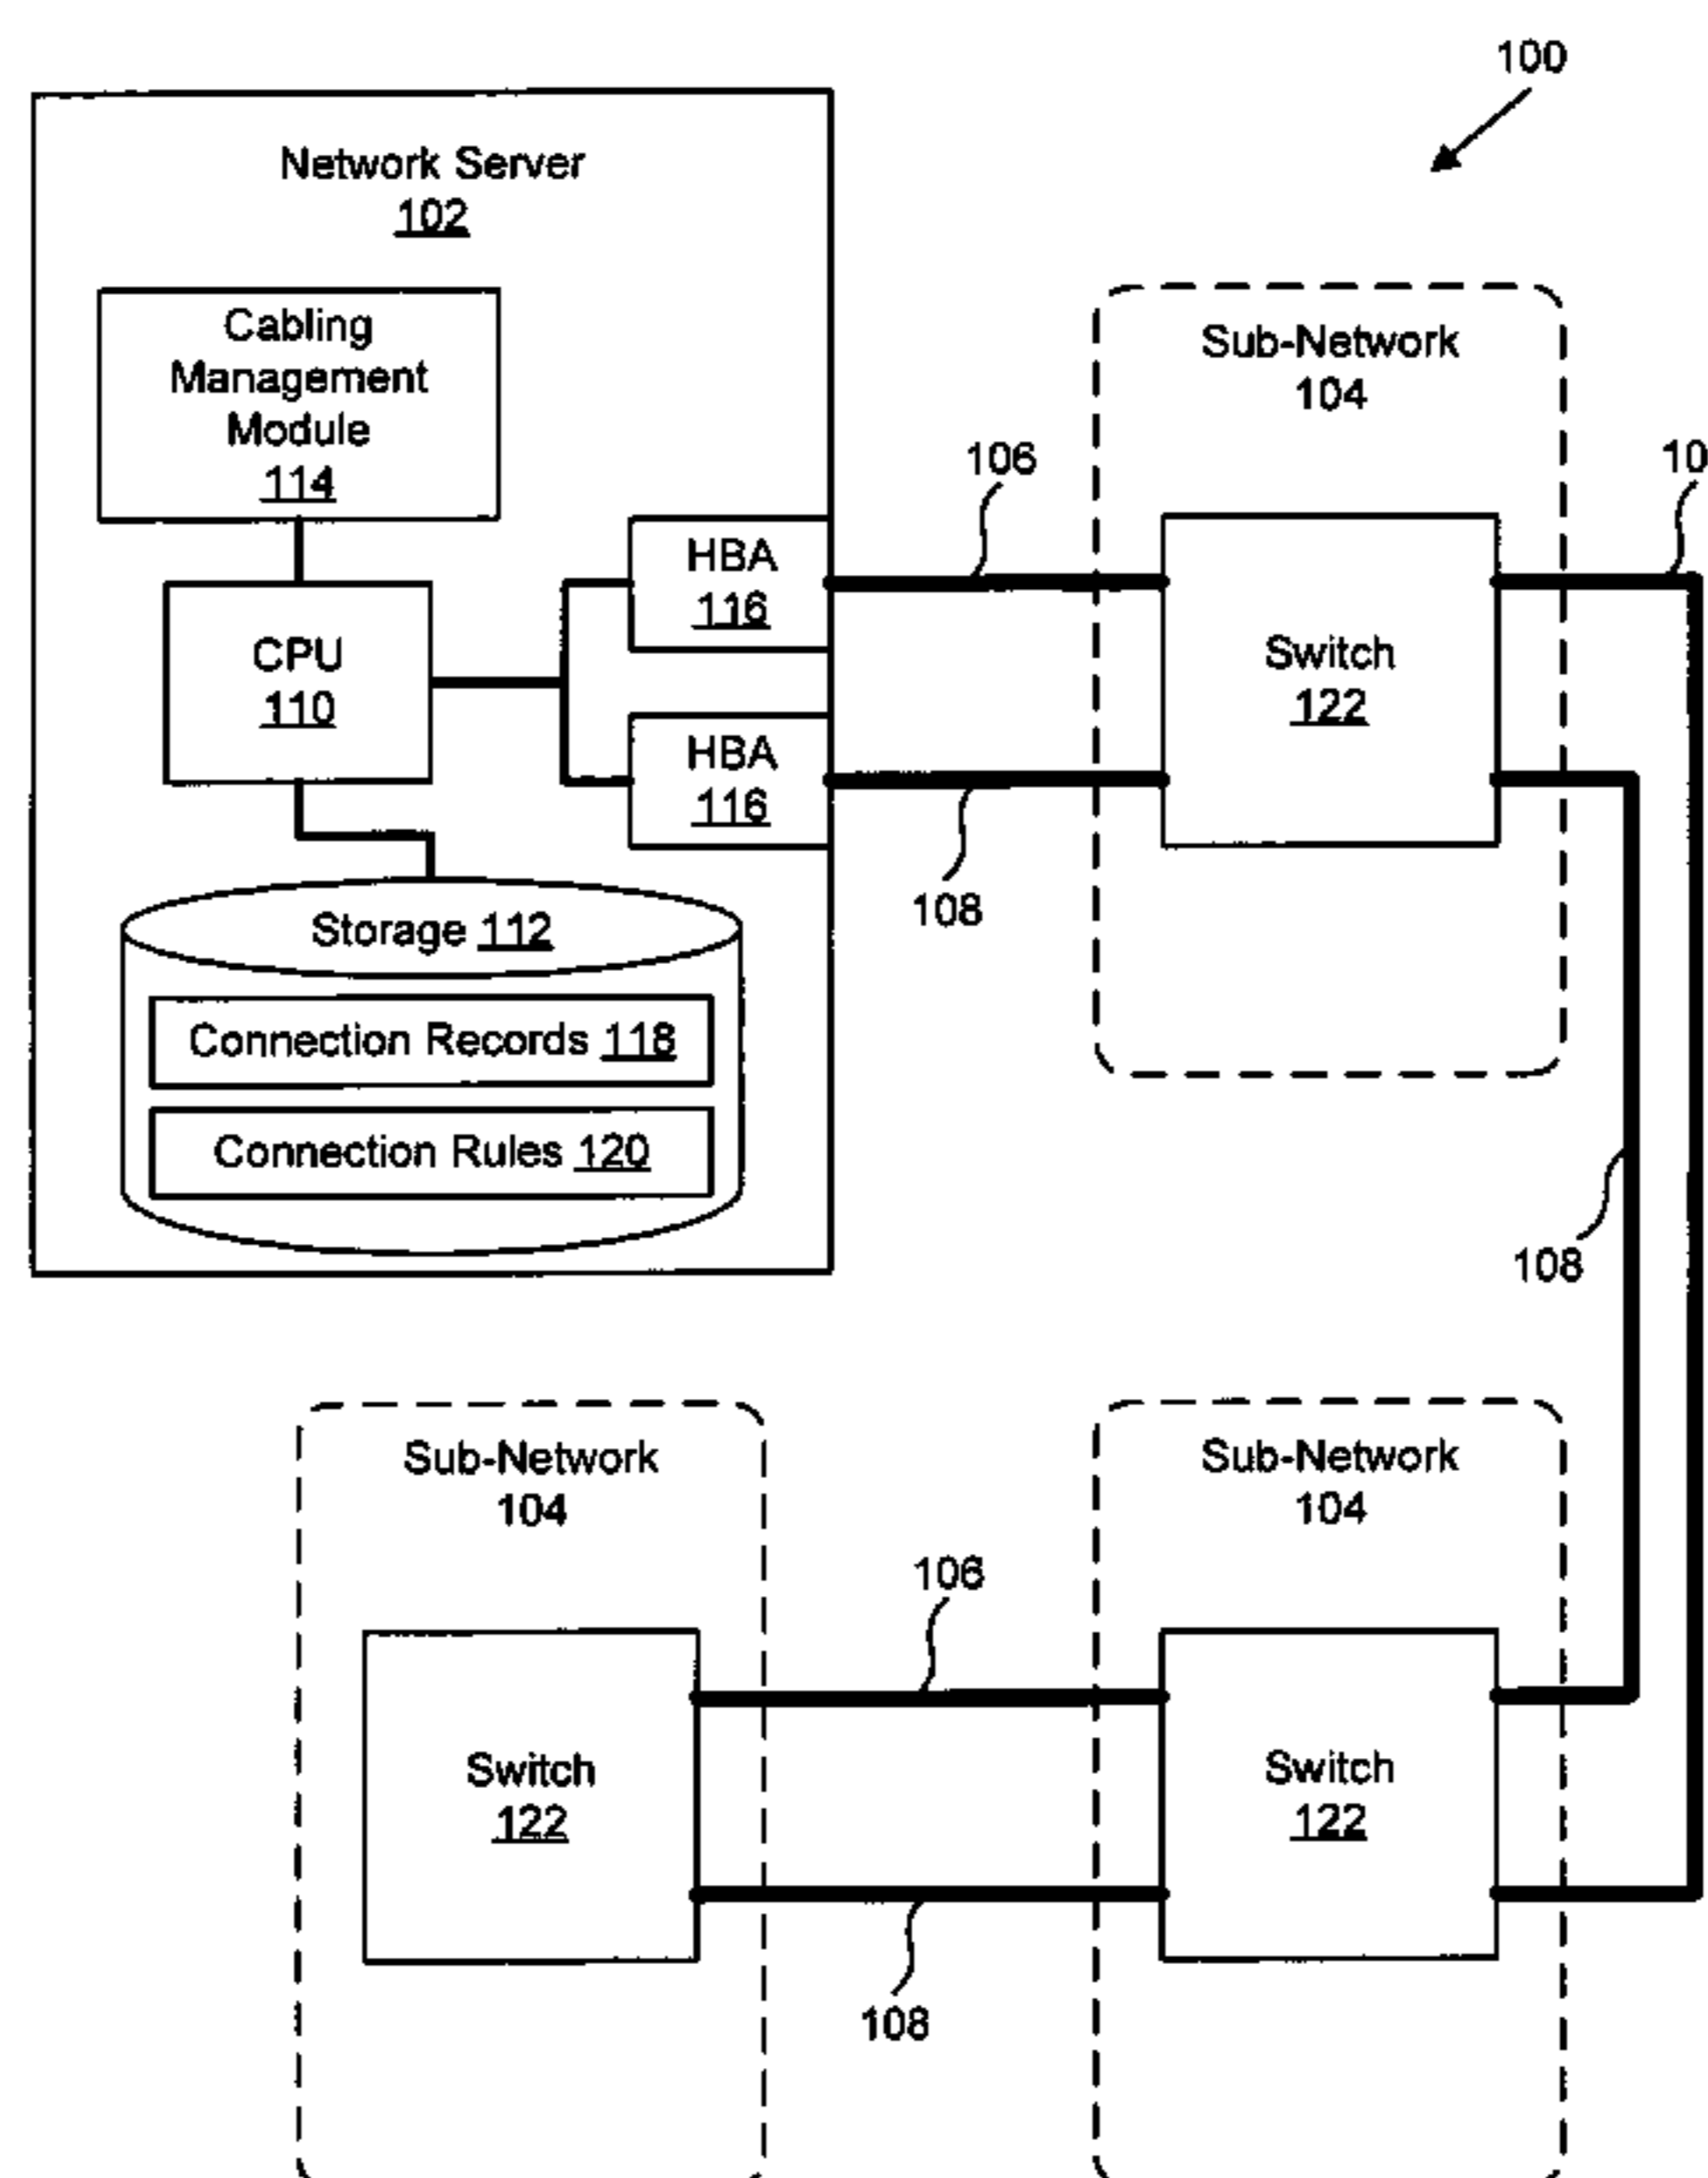 100
Network Server
102
Cabling
Management
Module
114
CPU
110
HBA
116
HBA
116
Storage 112
Connection Records 118
Connection Rules 120
106
108
Sub-Network
104
Switch
122
10
108
Sub-Network
104
Switch
122
106
108
Sub-Network
104
Switch
122